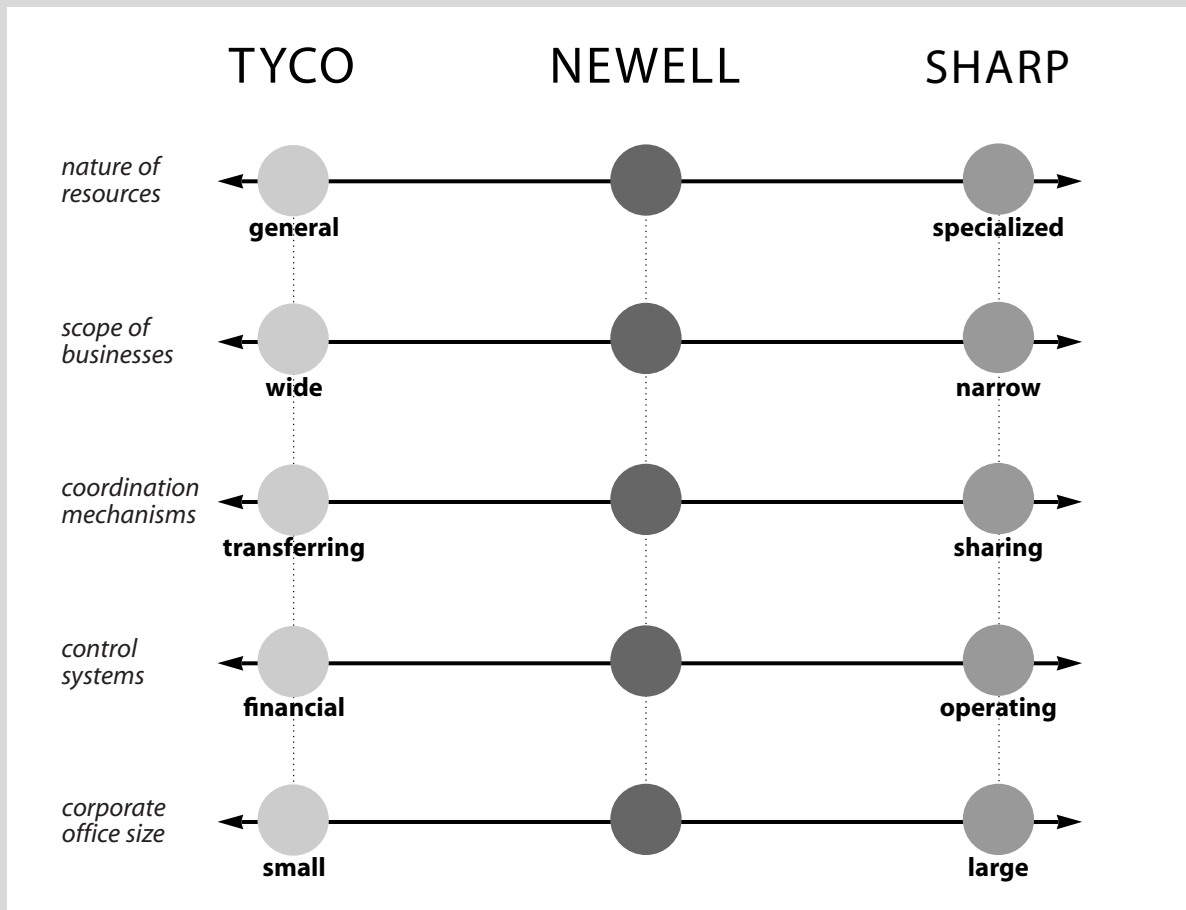 TYCO NEWELL SHARP
nature of
resources
general specialized
scope of
businesses
wide narrow
coordination
mechanisms
transferring sharing
control
systems
financial operating
corporate
office size
small large